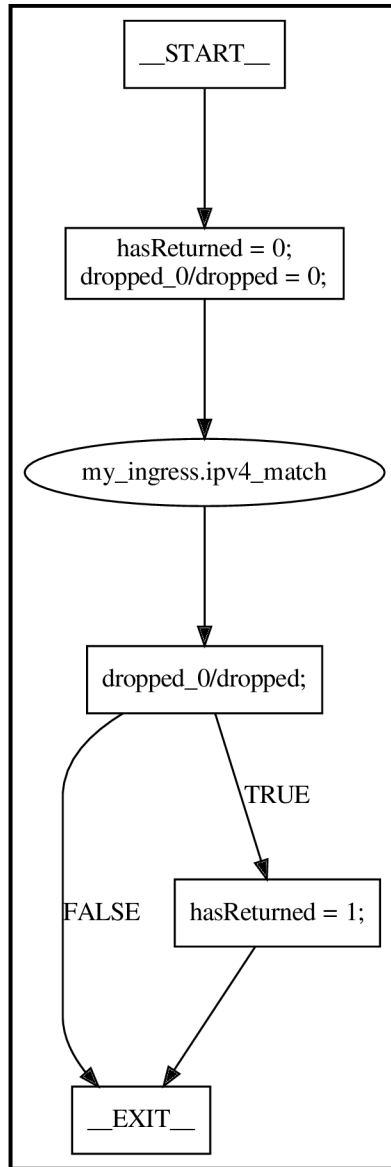 __START__
hasReturned = 0;
dropped_0/dropped = 0;
my_ingress.ipv4_match
dropped_0/dropped;
TRUE
FALSE
hasReturned = 1;
__EXIT__